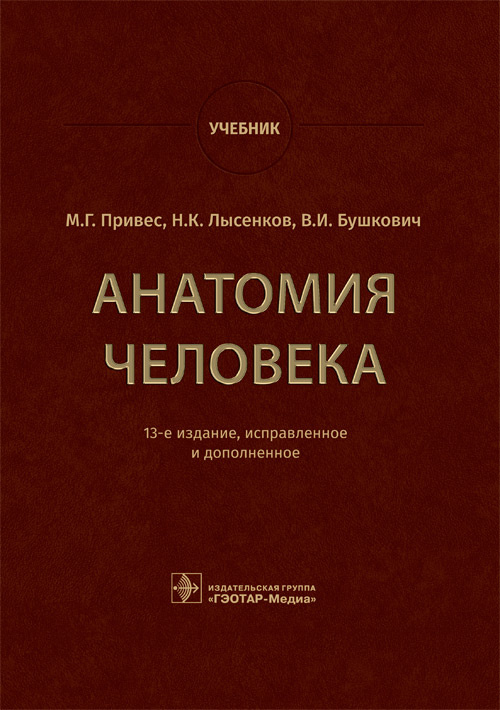 УЧЕБНИК
М.Г. Привес, Н.К. Лысенков, В.И. Бушкович
АНАТОМИЯ
ЧЕЛОВЕКА
13-е издание, исправленное
и дополненное
ИЗДАТЕЛЬСКАЯ ГРУППА
«ГЭОТАР-Медиа»